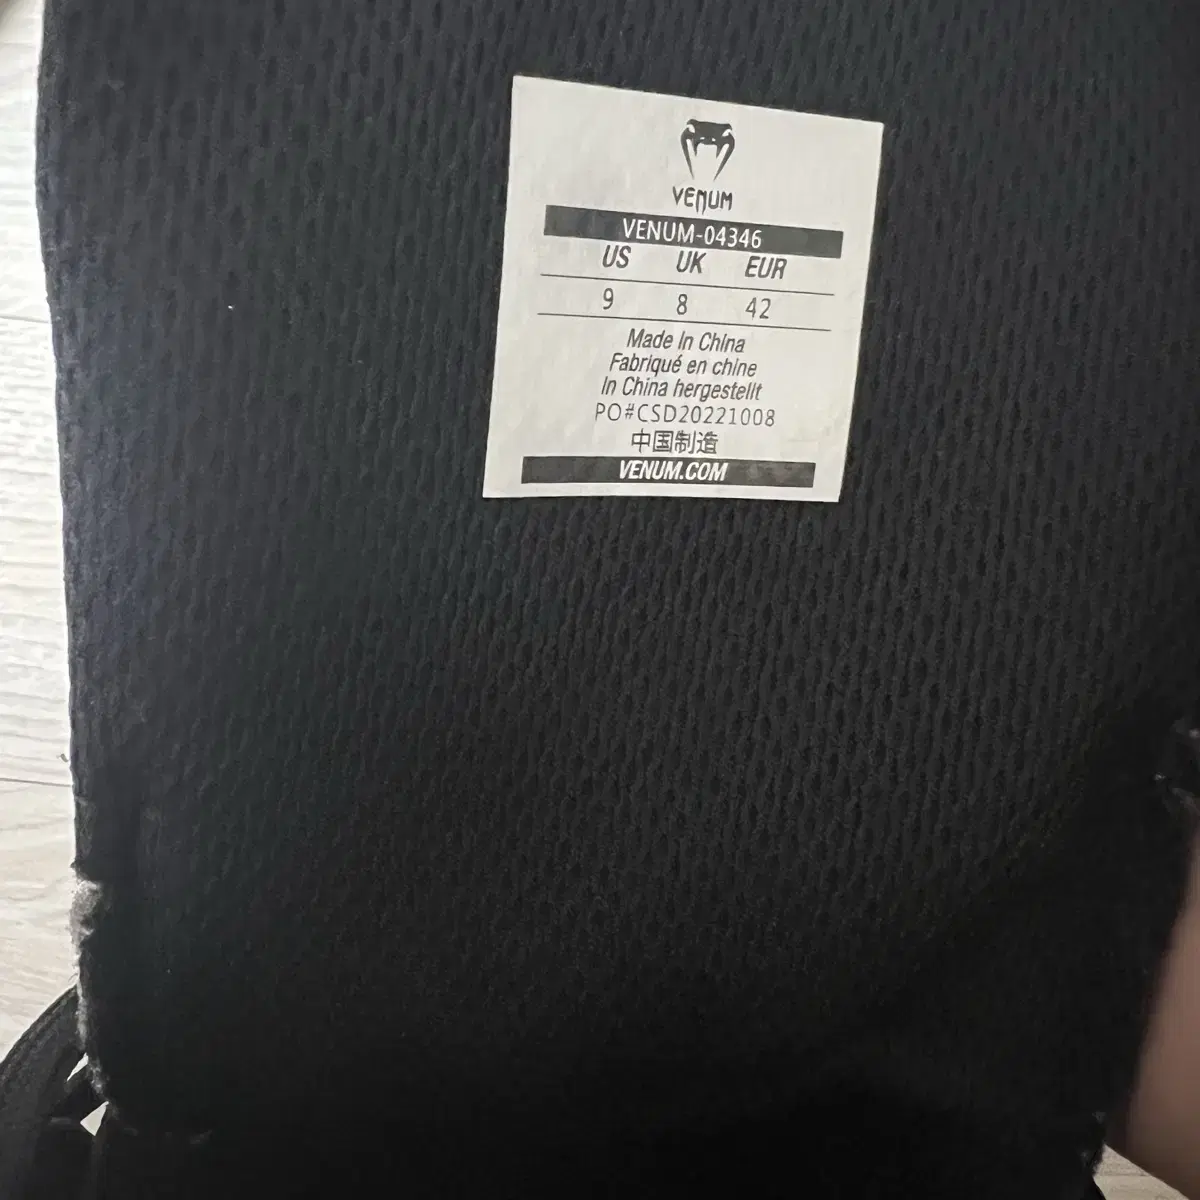 VENUM
VENUM-04346
US UK EUR
9 8 42
Made In China
Fabriqué en chine
In China hergestellt
PO#CSD20221008
中国制造
VENUM.COM